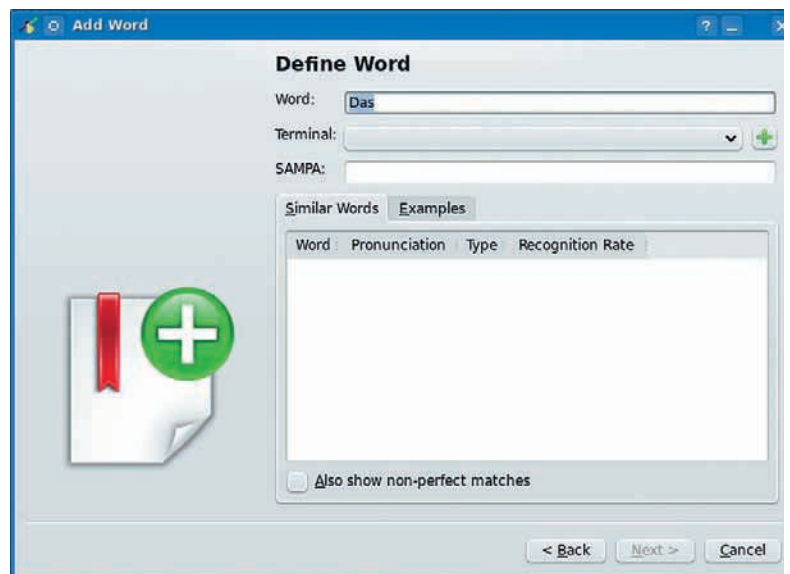 Add Word
Define Word
Word: Das
Terminal:
SAMPA:
Similar Words Examples
Word Pronunciation Type Recognition Rate
Also show non-perfect matches
< Back Next > Cancel